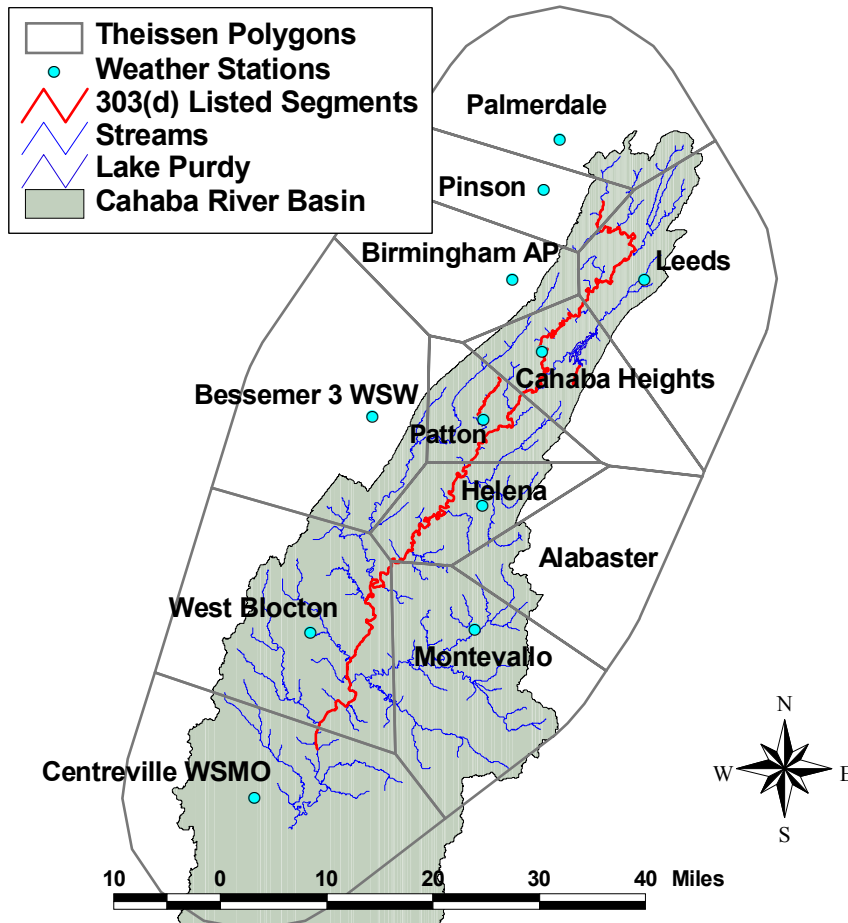 Theissen Polygons
Weather Stations
303(d) Listed Segments
Streams
Lake Purdy
Cahaba River Basin
Palmerdale
Pinson
Birmingham AP
Leeds
Cahaba Heights
Bessemer 3 WSW
Patton
Helena
Alabaster
West Blocton
Montevallo
Centreville WSMO
N
W E
S
10 0 10 20 30 40 Miles